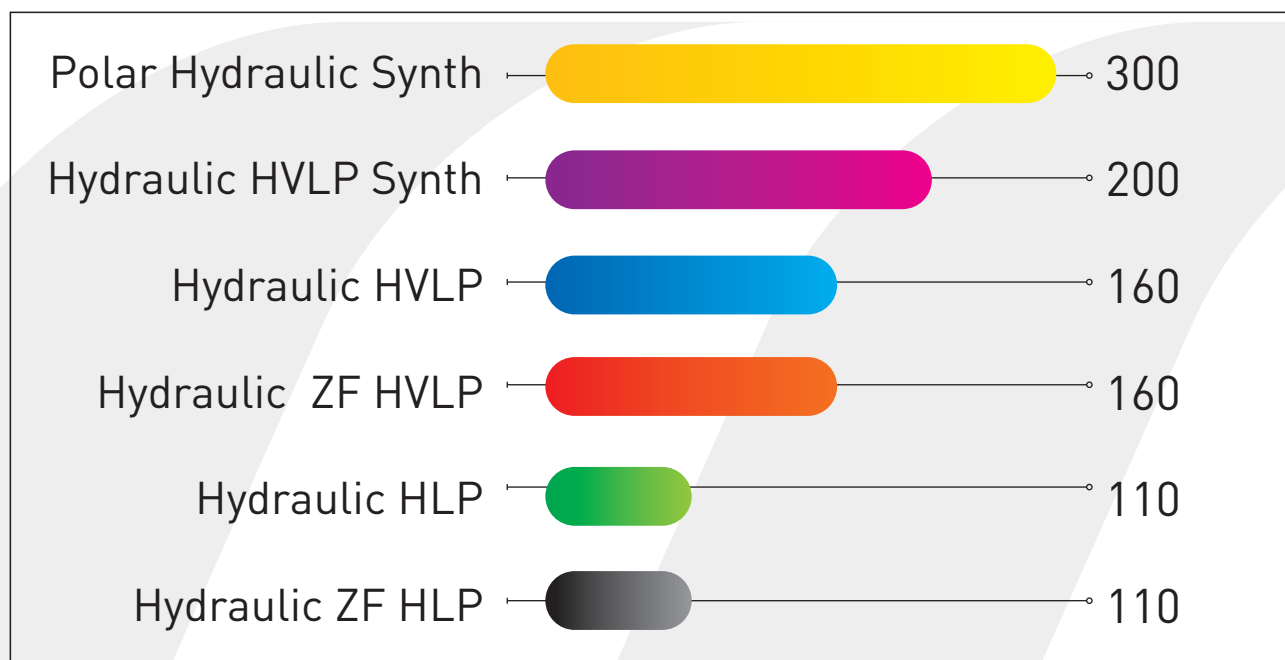 Polar Hydraulic Synth 300
Hydraulic HVLP Synth 200
Hydraulic HVLP 160
Hydraulic ZF HVLP 160
Hydraulic HLP 110
Hydraulic ZF HLP 110